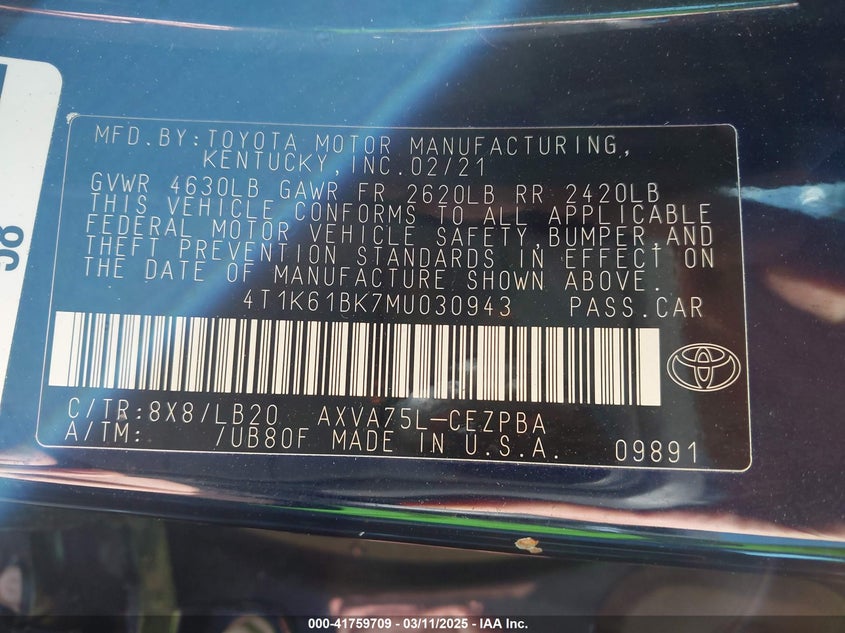 MFD.BY:TOYOTA MOTOR MANUFACTURING,
KENTUCKY,INC.02/21
GVWR 4630LB GAWR FR 2620LB RR 2420LB
THIS VEHICLE CONFORMS TO ALL APPLICABLE
FEDERAL MOTOR VEHICLE SAFETY,BUMPER,AND
THEFT PREVENTION STANDARDS IN EFFECT ON
THE DATE OF MANUFACTURE SHOWN ABOVE.
4T1K61BK7MU030943 PASS.CAR
C/TR:8X8/LB20 AXVA75L-CEZPBA
A/TM: /UB80F MADE IN U.S.A. 09891
000-41759709 - 03/11/2025 - IAA Inc.